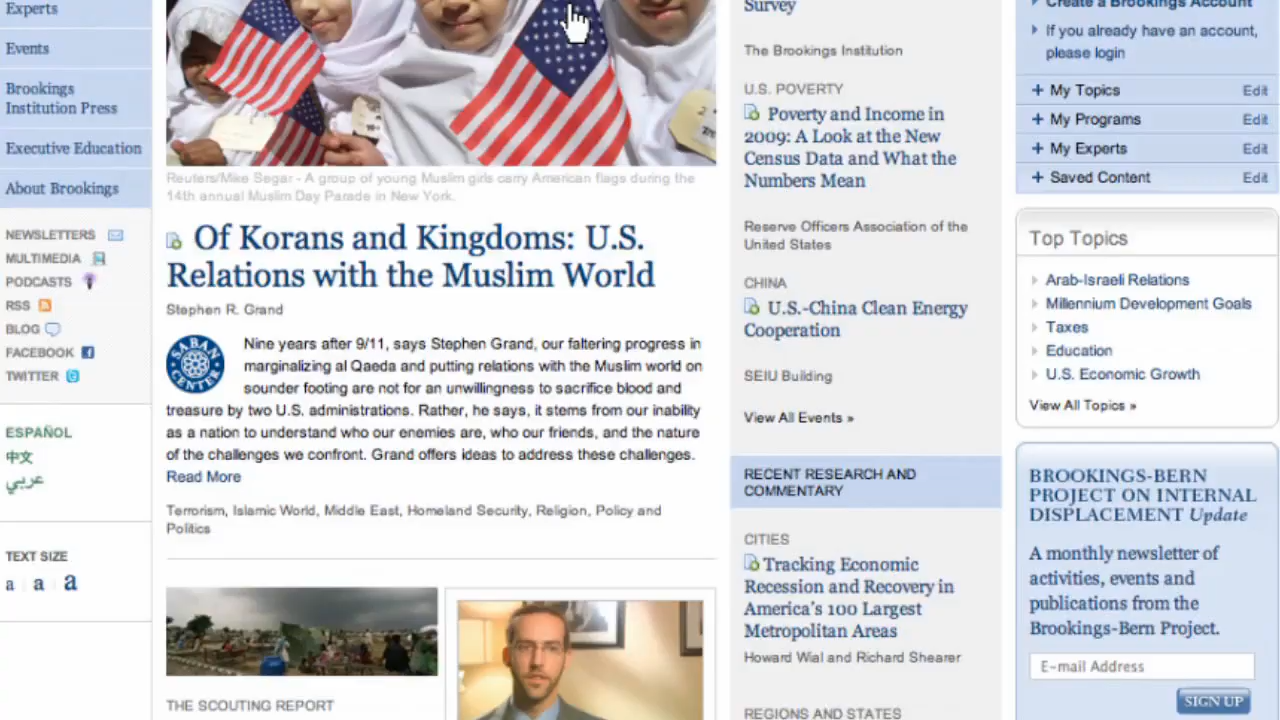 Experts
Events
Brookings
Institution Press
Executive Education
About Brookings
NEWSLETTERS
MULTIMEDIA
PODCASTS
RSS
BLOG
FACEBOOK
TWITTER
ESPAÑOL
中文
عربي
TEXT SIZE
a a a
Reuters/Mike Segar - A group of young Muslim girls carry American flags during the
14th annual Muslim Day Parade in New York.
Of Korans and Kingdoms: U.S.
Relations with the Muslim World
Stephen R. Grand
SABAN
CENTER
Nine years after 9/11, says Stephen Grand, our faltering progress in
marginalizing al Qaeda and putting relations with the Muslim world on
sounder footing are not for an unwillingness to sacrifice blood and
treasure by two U.S. administrations. Rather, he says, it stems from our inability
as a nation to understand who our enemies are, who our friends, and the nature
of the challenges we confront. Grand offers ideas to address these challenges.
Read More
Terrorism, Islamic World, Middle East, Homeland Security, Religion, Policy and
Politics
THE SCOUTING REPORT
Survey
The Brookings Institution
U.S. POVERTY
Poverty and Income in
2009: A Look at the New
Census Data and What the
Numbers Mean
Reserve Officers Association of the
United States
CHINA
U.S.-China Clean Energy
Cooperation
SEIU Building
View All Events »
RECENT RESEARCH AND
COMMENTARY
CITIES
Tracking Economic
Recession and Recovery in
America's 100 Largest
Metropolitan Areas
Howard Wial and Richard Shearer
REGIONS AND STATES
Create a Brookings Account
If you already have an account,
please login
+ My Topics Edit
+ My Programs Edit
+ My Experts Edit
+ Saved Content Edit
Top Topics
Arab-Israeli Relations
Millennium Development Goals
Taxes
Education
U.S. Economic Growth
View All Topics »
BROOKINGS-BERN
PROJECT ON INTERNAL
DISPLACEMENT Update
A monthly newsletter of
activities, events and
publications from the
Brookings-Bern Project.
E-mail Address
SIGN UP